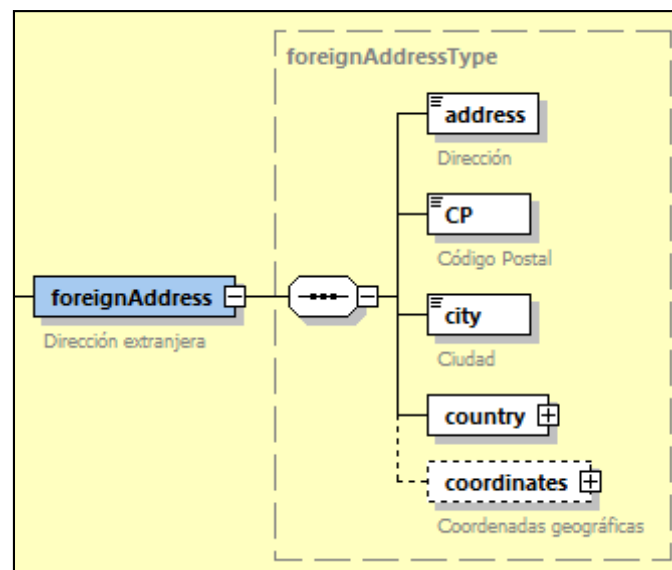 foreignAddressType
address
Dirección
CP
Código Postal
foreignAddress
Dirección extranjera
city
Ciudad
country
coordinates
Coordenadas geográficas